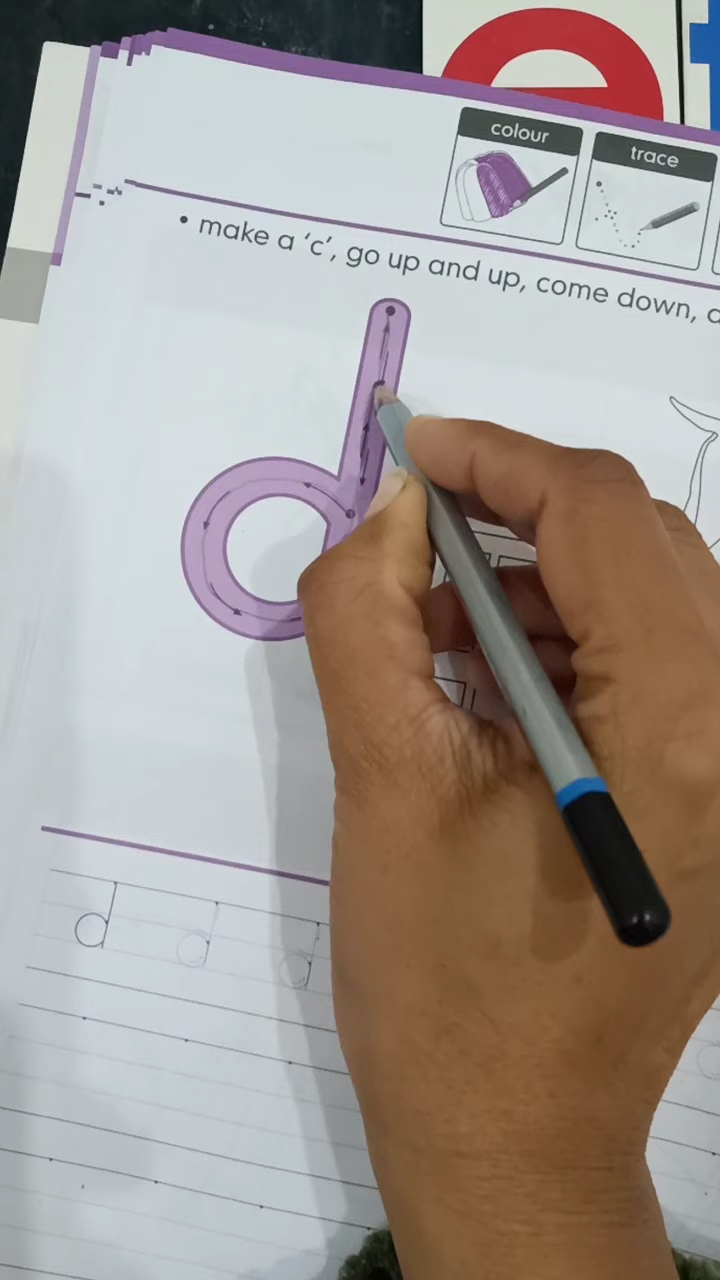 e
colour
trace
• make a 'c', go up and up, come down,
d
d d d